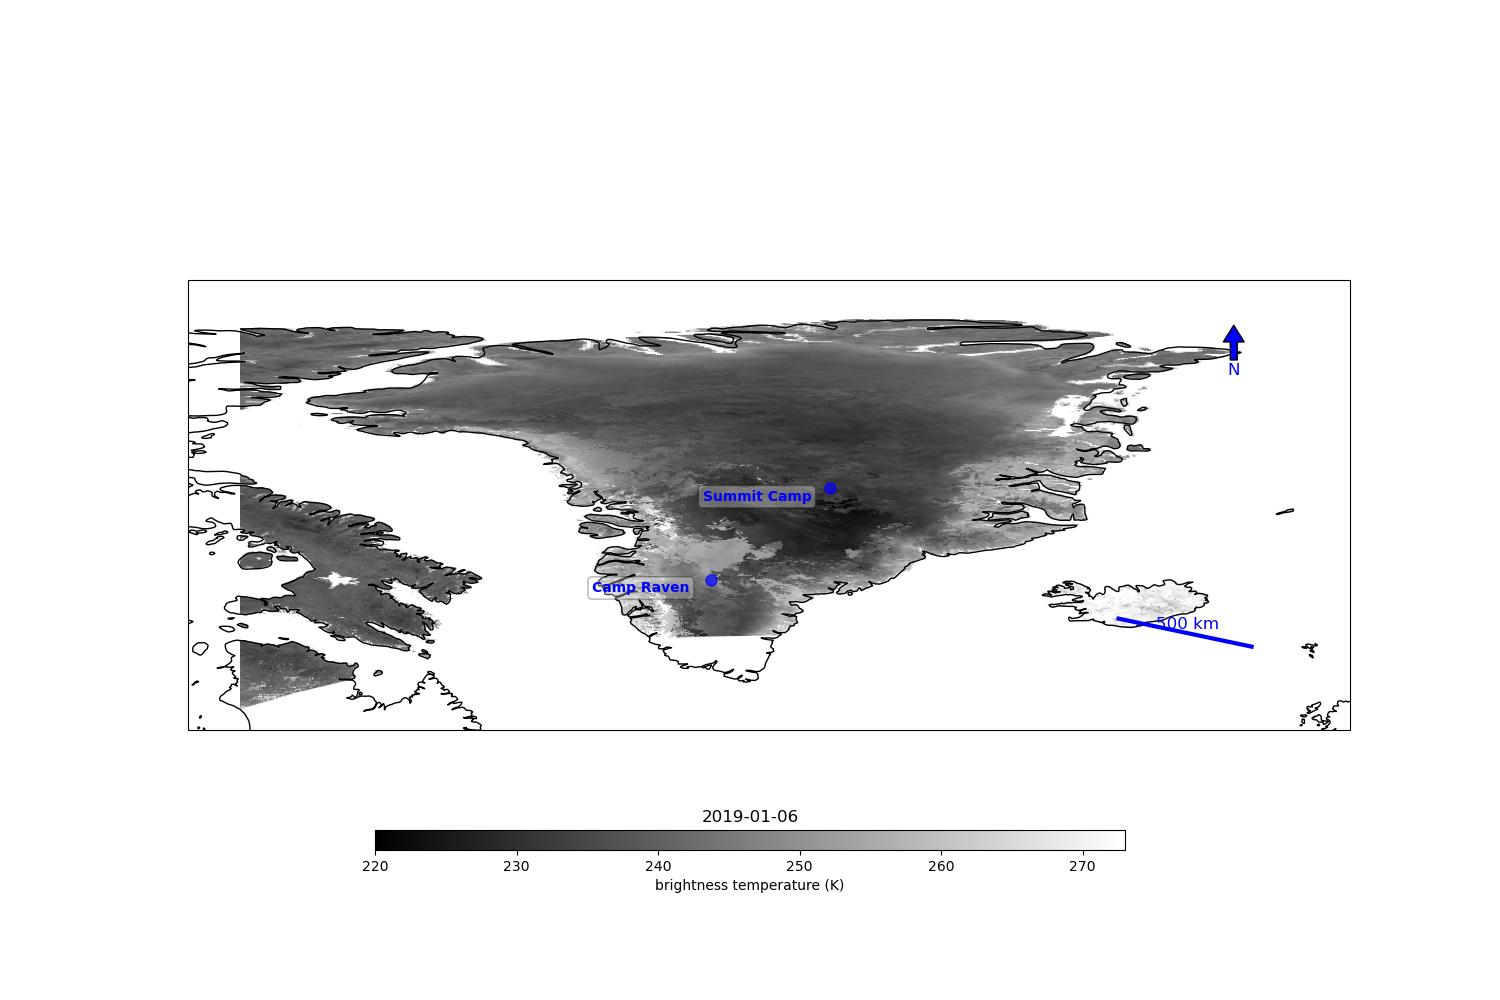 N
Summit Camp
Camp Raven
500 km
2019-01-06
220 230 240 250 260 270
brightness temperature (K)